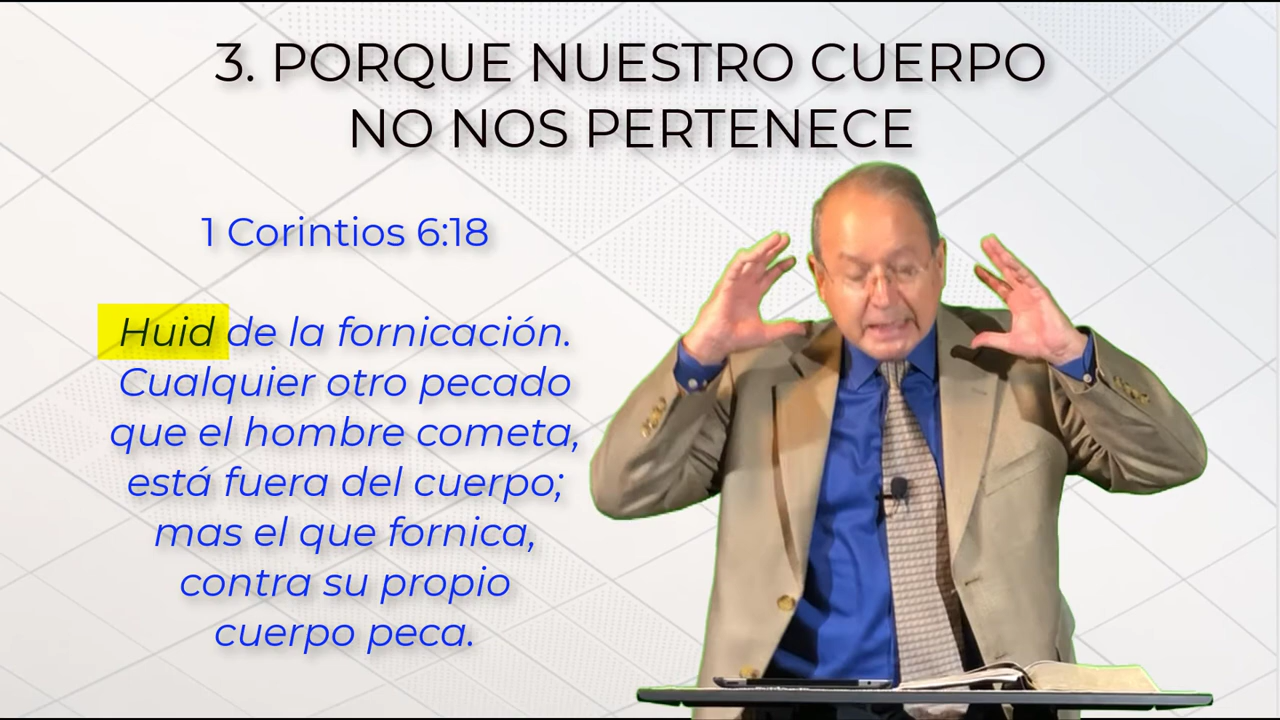 3. PORQUE NUESTRO CUERPO
NO NOS PERTENECE
1 Corintios 6:18
Huid de la fornicación.
Cualquier otro pecado
que el hombre cometa,
está fuera del cuerpo;
mas el que fornica,
contra su propio
cuerpo peca.